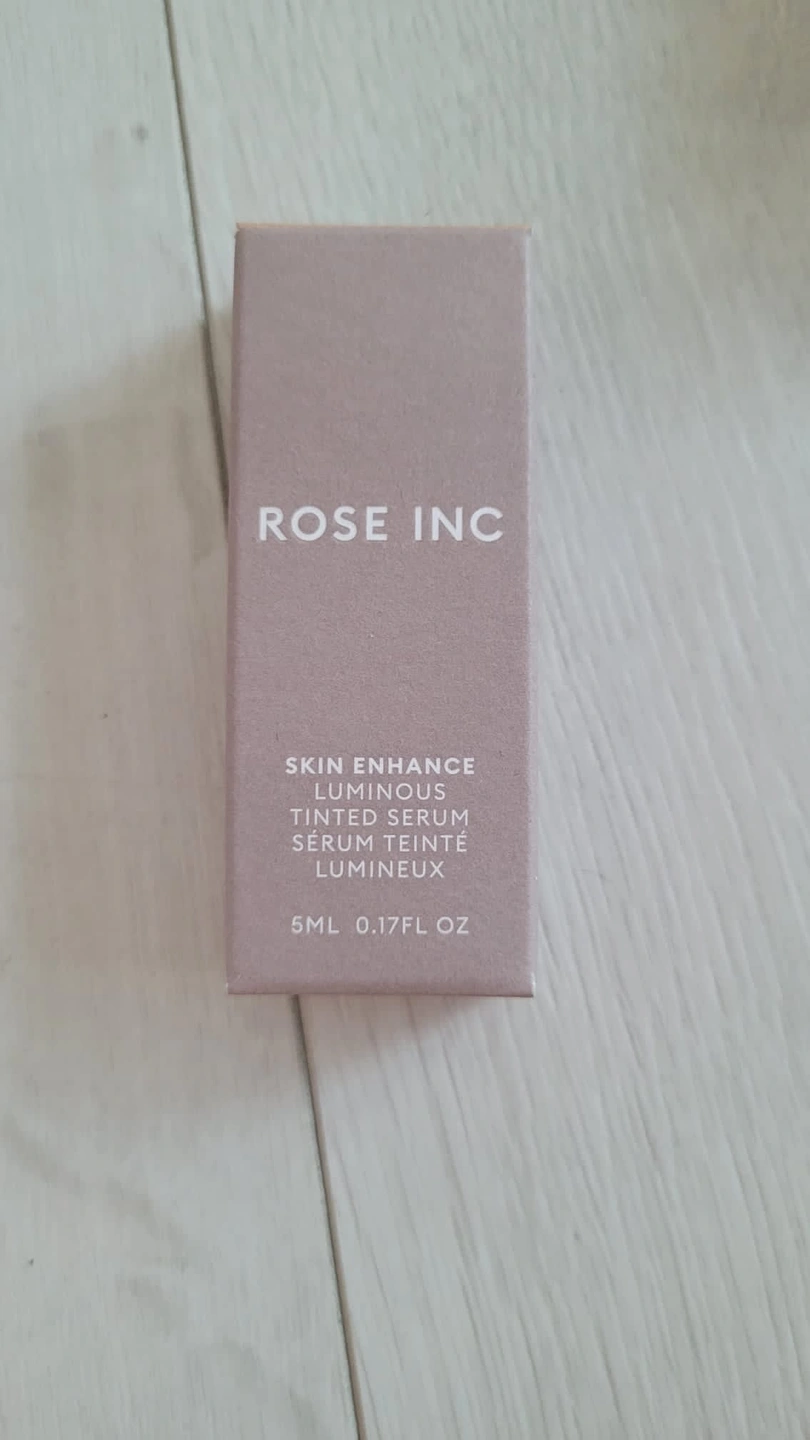 ROSE INC
SKIN ENHANCE
LUMINOUS
TINTED SERUM
SÉRUM TEINTÉ
LUMINEUX
5ML 0.17FL OZ